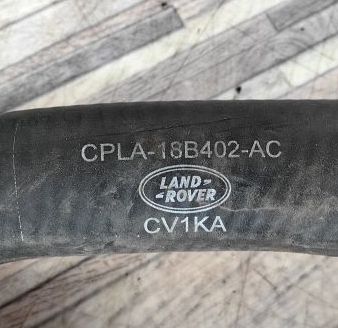 CPLA-18B402-AC
LAND-
-ROVER
CV1KA